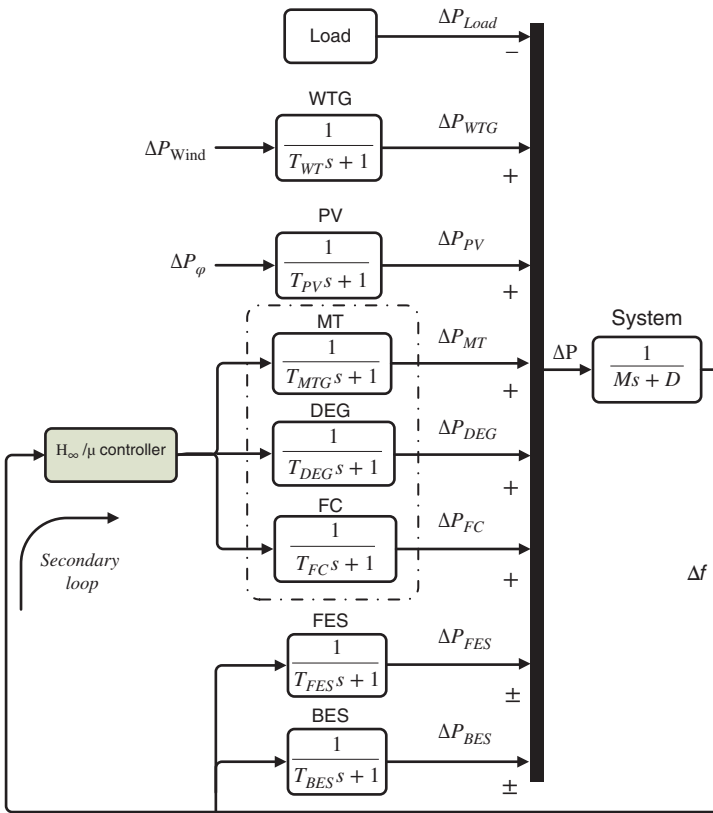 Load
ΔP_Load
−
WTG
ΔP_Wind
1
T_WT s + 1
ΔP_WTG
+
PV
ΔP_φ
1
T_PV s + 1
ΔP_PV
+
MT
1
T_MTG s + 1
ΔP_MT
+
System
ΔP
1
Ms + D
DEG
H∞/μ controller
1
T_DEG s + 1
ΔP_DEG
+
FC
1
T_FC s + 1
ΔP_FC
+
Secondary
loop
Δf
FES
1
T_FES s + 1
ΔP_FES
±
BES
1
T_BES s + 1
ΔP_BES
±